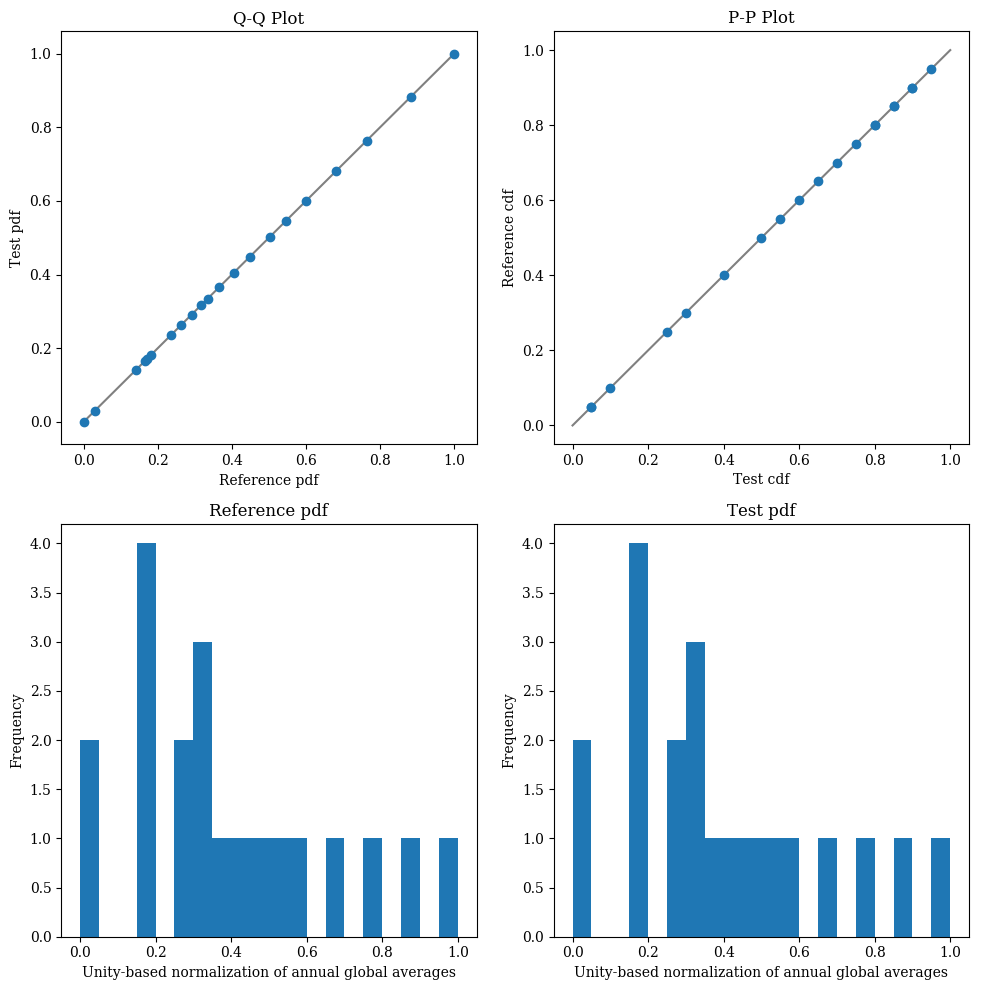 Q-Q Plot
1.0
0.8
0.6
0.4
0.2
0.0
Test pdf
0.0 0.2 0.4 0.6 0.8 1.0
Reference pdf
P-P Plot
1.0
0.8
0.6
0.4
0.2
0.0
Reference cdf
0.0 0.2 0.4 0.6 0.8 1.0
Test cdf
Reference pdf
4.0
3.5
3.0
2.5
2.0
1.5
1.0
0.5
0.0
Frequency
0.0 0.2 0.4 0.6 0.8 1.0
Unity-based normalization of annual global averages
Test pdf
4.0
3.5
3.0
2.5
2.0
1.5
1.0
0.5
0.0
Frequency
0.0 0.2 0.4 0.6 0.8 1.0
Unity-based normalization of annual global averages